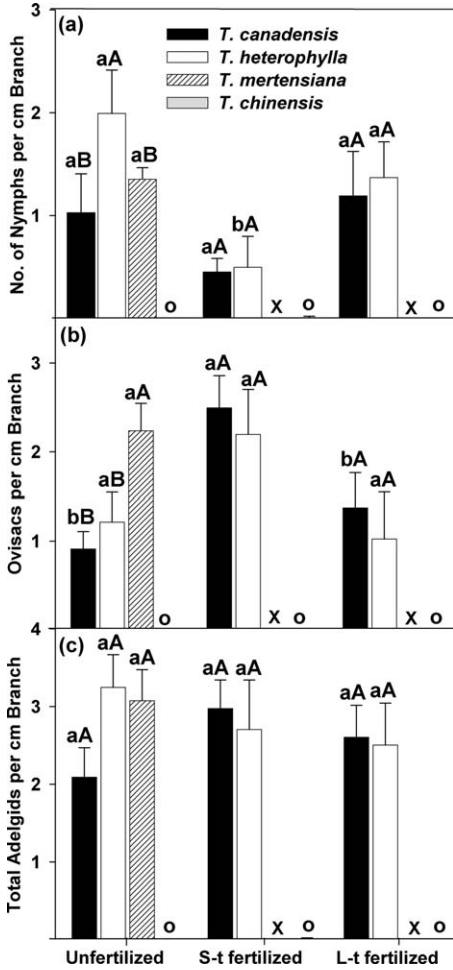 3
(a)
T. canadensis
T. heterophylla
T. mertensiana
T. chinensis
No. of Nymphs per cm Branch
2
1
aB
aA
aB
o
aA
bA
X
o
aA
aA
X
o
(b)
Ovisacs per cm Branch
3
2
1
4
bB
aB
aA
o
aA
aA
X
o
bA
aA
X
o
(c)
Total Adelgids per cm Branch
3
2
1
aA
aA
aA
o
aA
aA
X
o
aA
aA
X
o
Unfertilized
S-t fertilized
L-t fertilized